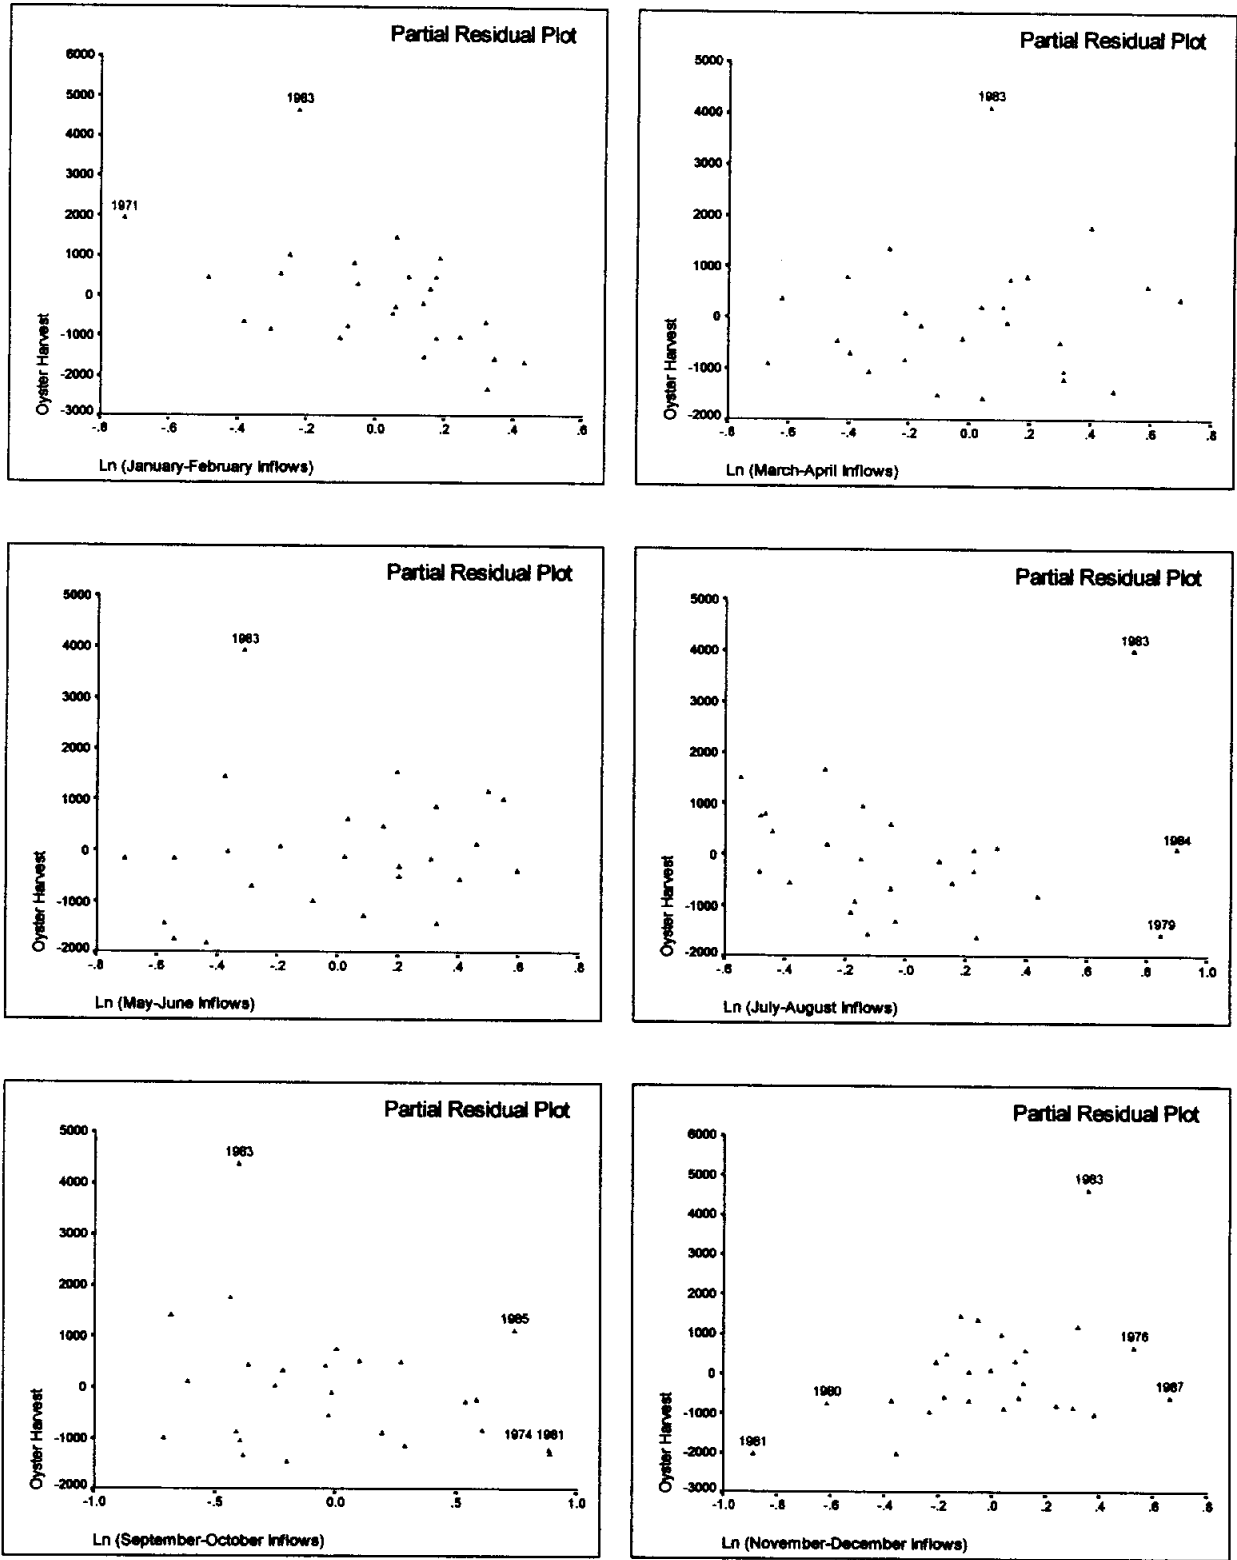 Partial Residual Plot
6000
5000
4000
3000
2000
1000
0
-1000
-2000
-3000
Oyster Harvest
1983
1971
-.8 -.6 -.4 -.2 0.0 .2 .4 .6
Ln (January-February Inflows)
Partial Residual Plot
5000
4000
3000
2000
1000
0
-1000
-2000
Oyster Harvest
1983
-.8 -.6 -.4 -.2 0.0 .2 .4 .6 .8
Ln (March-April Inflows)
Partial Residual Plot
5000
4000
3000
2000
1000
0
-1000
-2000
Oyster Harvest
1983
-.8 -.6 -.4 -.2 0.0 .2 .4 .6 .8
Ln (May-June Inflows)
Partial Residual Plot
5000
4000
3000
2000
1000
0
-1000
-2000
Oyster Harvest
1983
1984
1979
-.6 -.4 -.2 -.0 .2 .4 .6 .8 1.0
Ln (July-August Inflows)
Partial Residual Plot
5000
4000
3000
2000
1000
0
-1000
-2000
Oyster Harvest
1983
1985
1974 1981
-1.0 -.5 0.0 .5 1.0
Ln (September-October Inflows)
Partial Residual Plot
6000
5000
4000
3000
2000
1000
0
-1000
-2000
-3000
Oyster Harvest
1983
1976
1987
1980
1981
-1.0 -.8 -.6 -.4 -.2 .0 .2 .4 .6 .8
Ln (November-December Inflows)